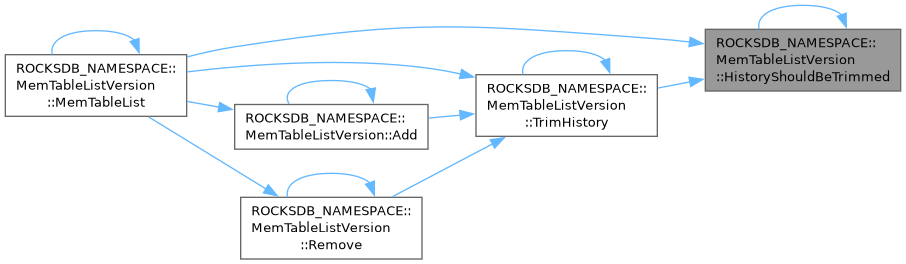 ROCKSDB_NAMESPACE::
MemTableListVersion
::MemTableList
ROCKSDB_NAMESPACE::
MemTableListVersion::Add
ROCKSDB_NAMESPACE::
MemTableListVersion
::Remove
ROCKSDB_NAMESPACE::
MemTableListVersion
::TrimHistory
ROCKSDB_NAMESPACE::
MemTableListVersion
::HistoryShouldBeTrimmed